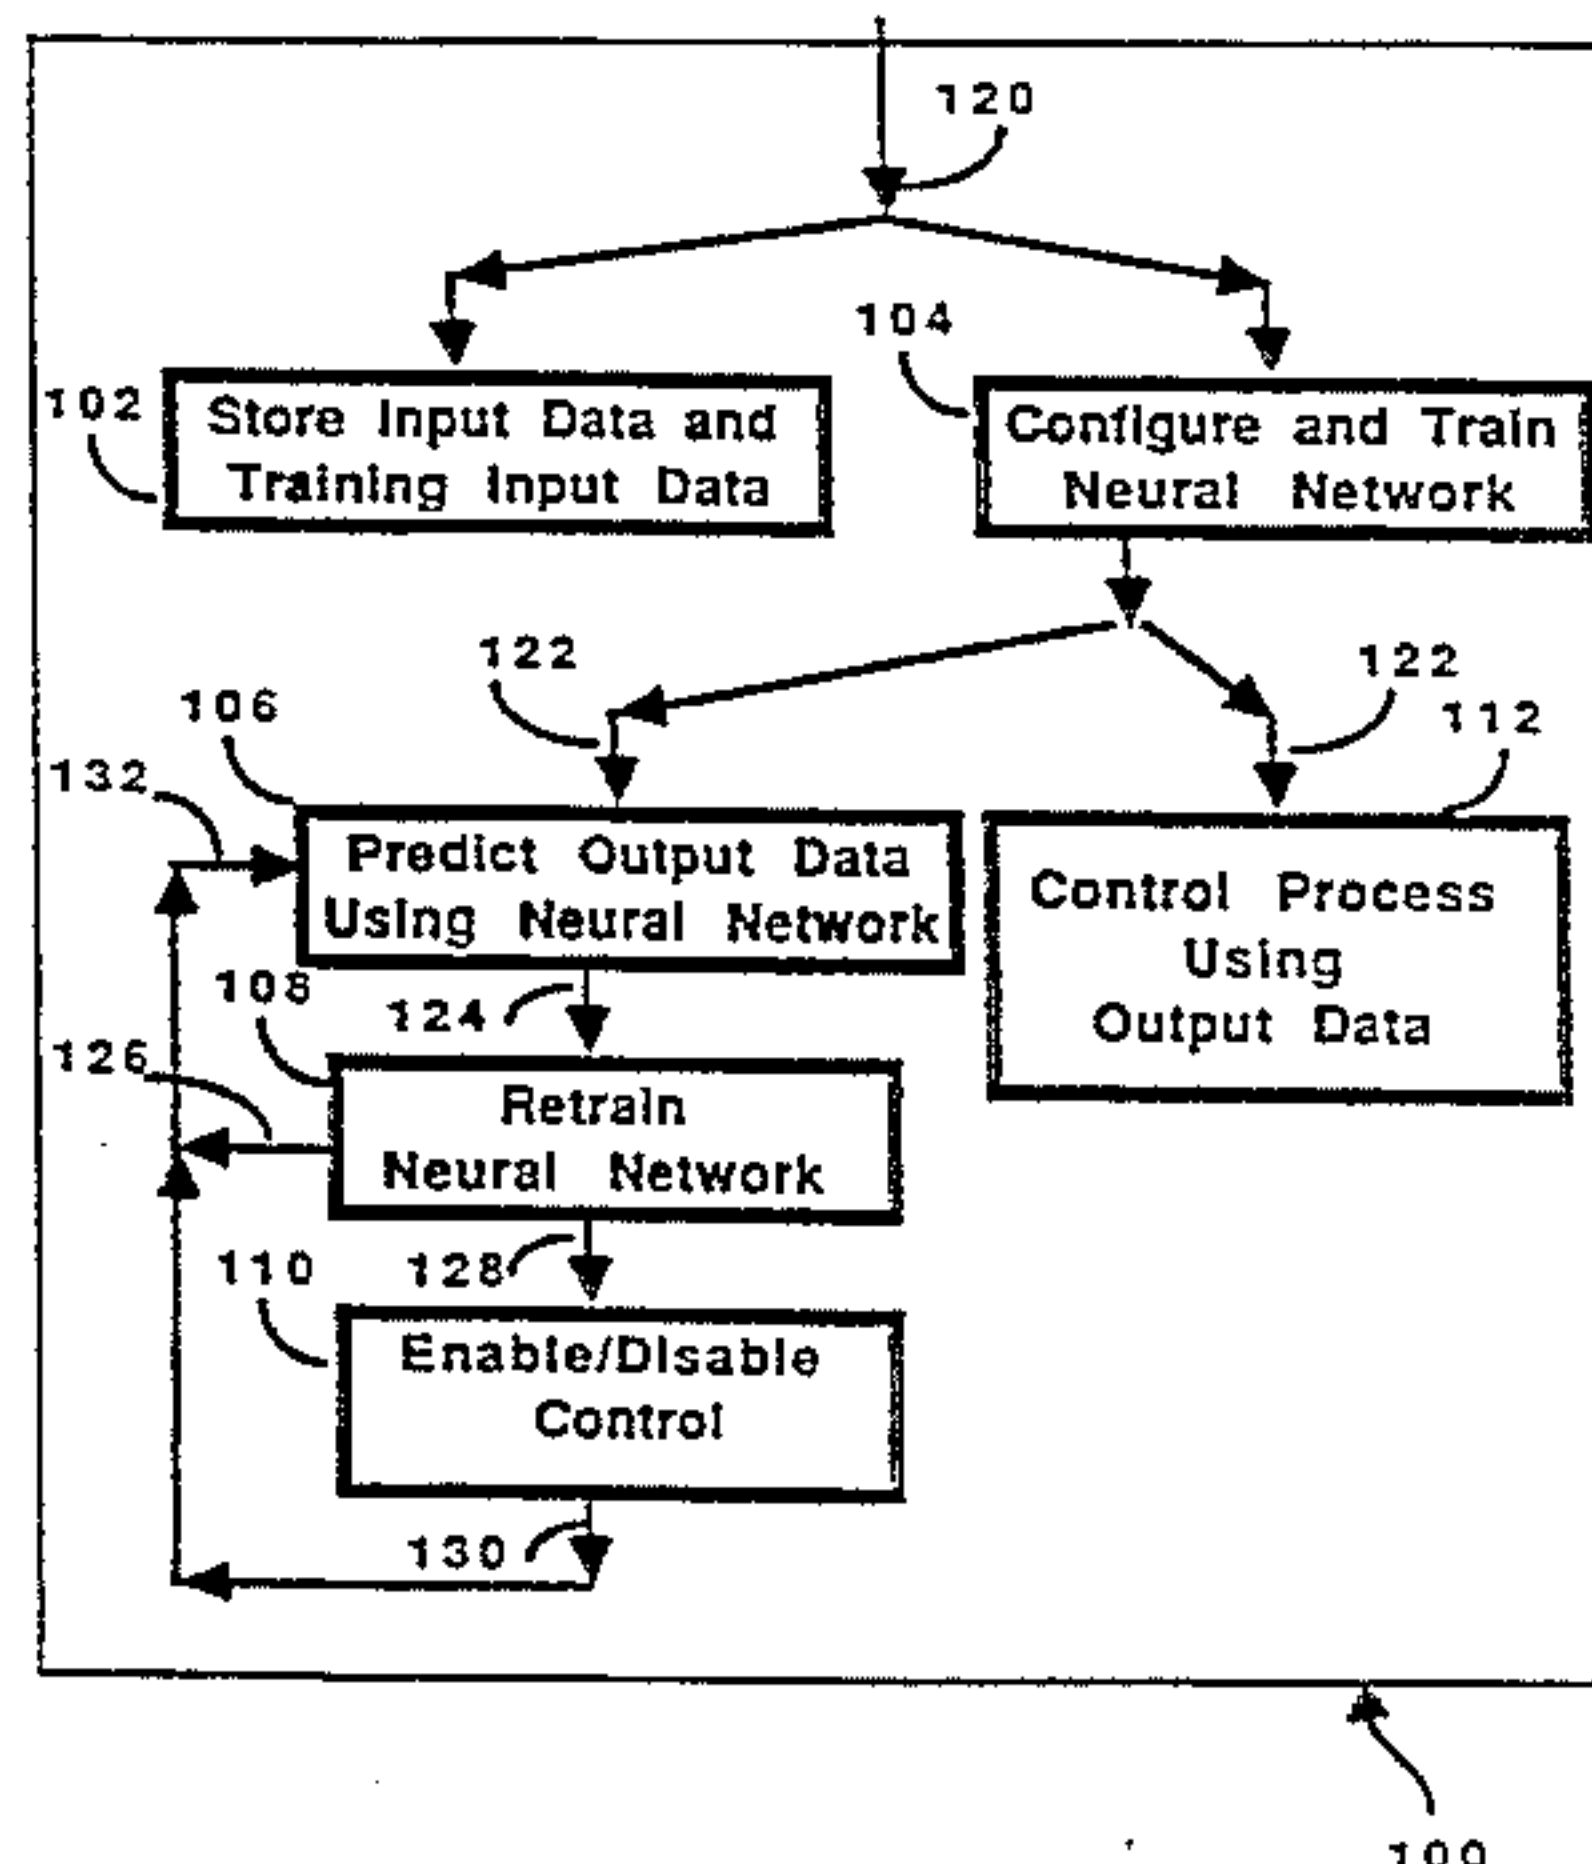 120
104
102
Store Input Data and
Training Input Data
Configure and Train
Neural Network
122
122
106
112
132
Predict Output Data
Using Neural Network
Control Process
Using
Output Data
108
124
126
Retrain
Neural Network
110
128
Enable/Disable
Control
130